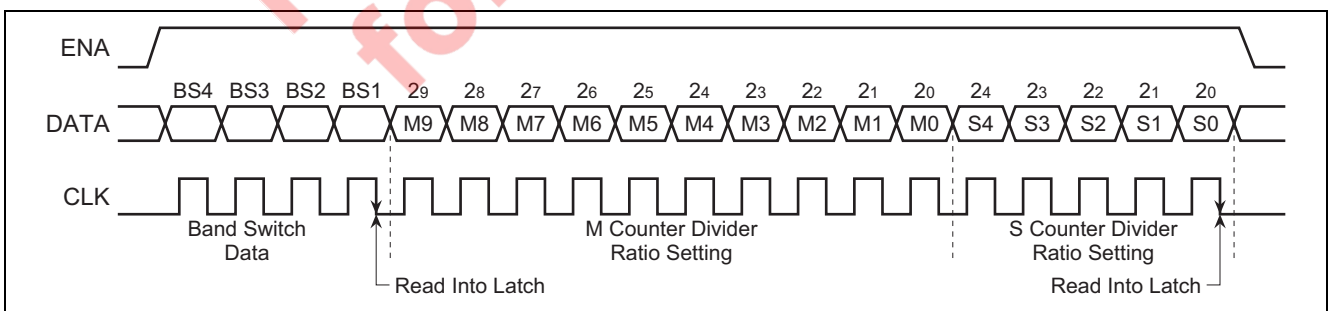 ENA
BS4 BS3 BS2 BS1 29 28 27 26 25 24 23 22 21 20 24 23 22 21 20
DATA M9 M8 M7 M6 M5 M4 M3 M2 M1 M0 S4 S3 S2 S1 S0
CLK
Band Switch
Data
M Counter Divider
Ratio Setting
S Counter Divider
Ratio Setting
Read Into Latch
Read Into Latch